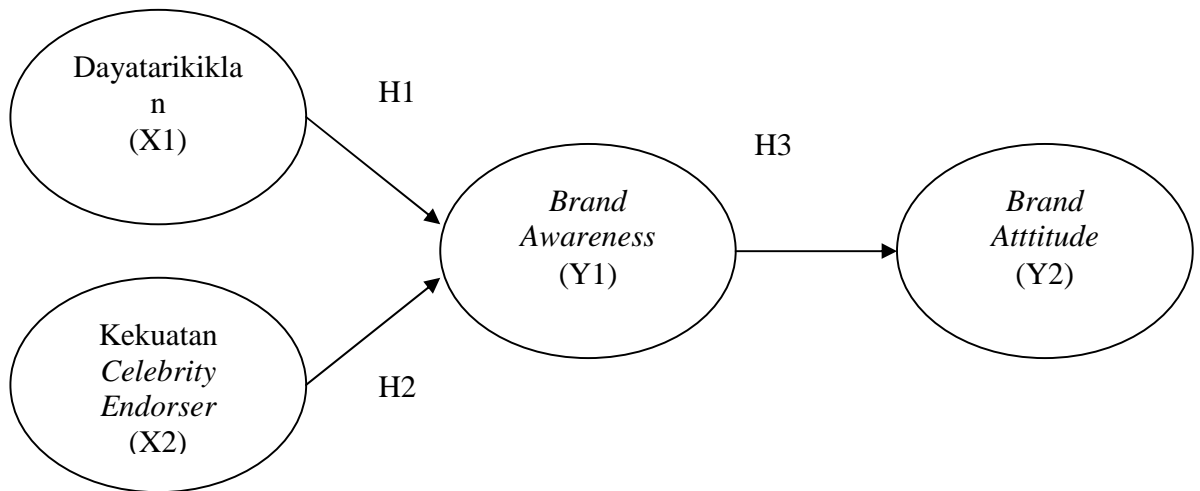 Dayatarikikla
n
(X1)
H1
Kekuatan
Celebrity
Endorser
(X2)
H2
Brand
Awareness
(Y1)
H3
Brand
Atttitude
(Y2)